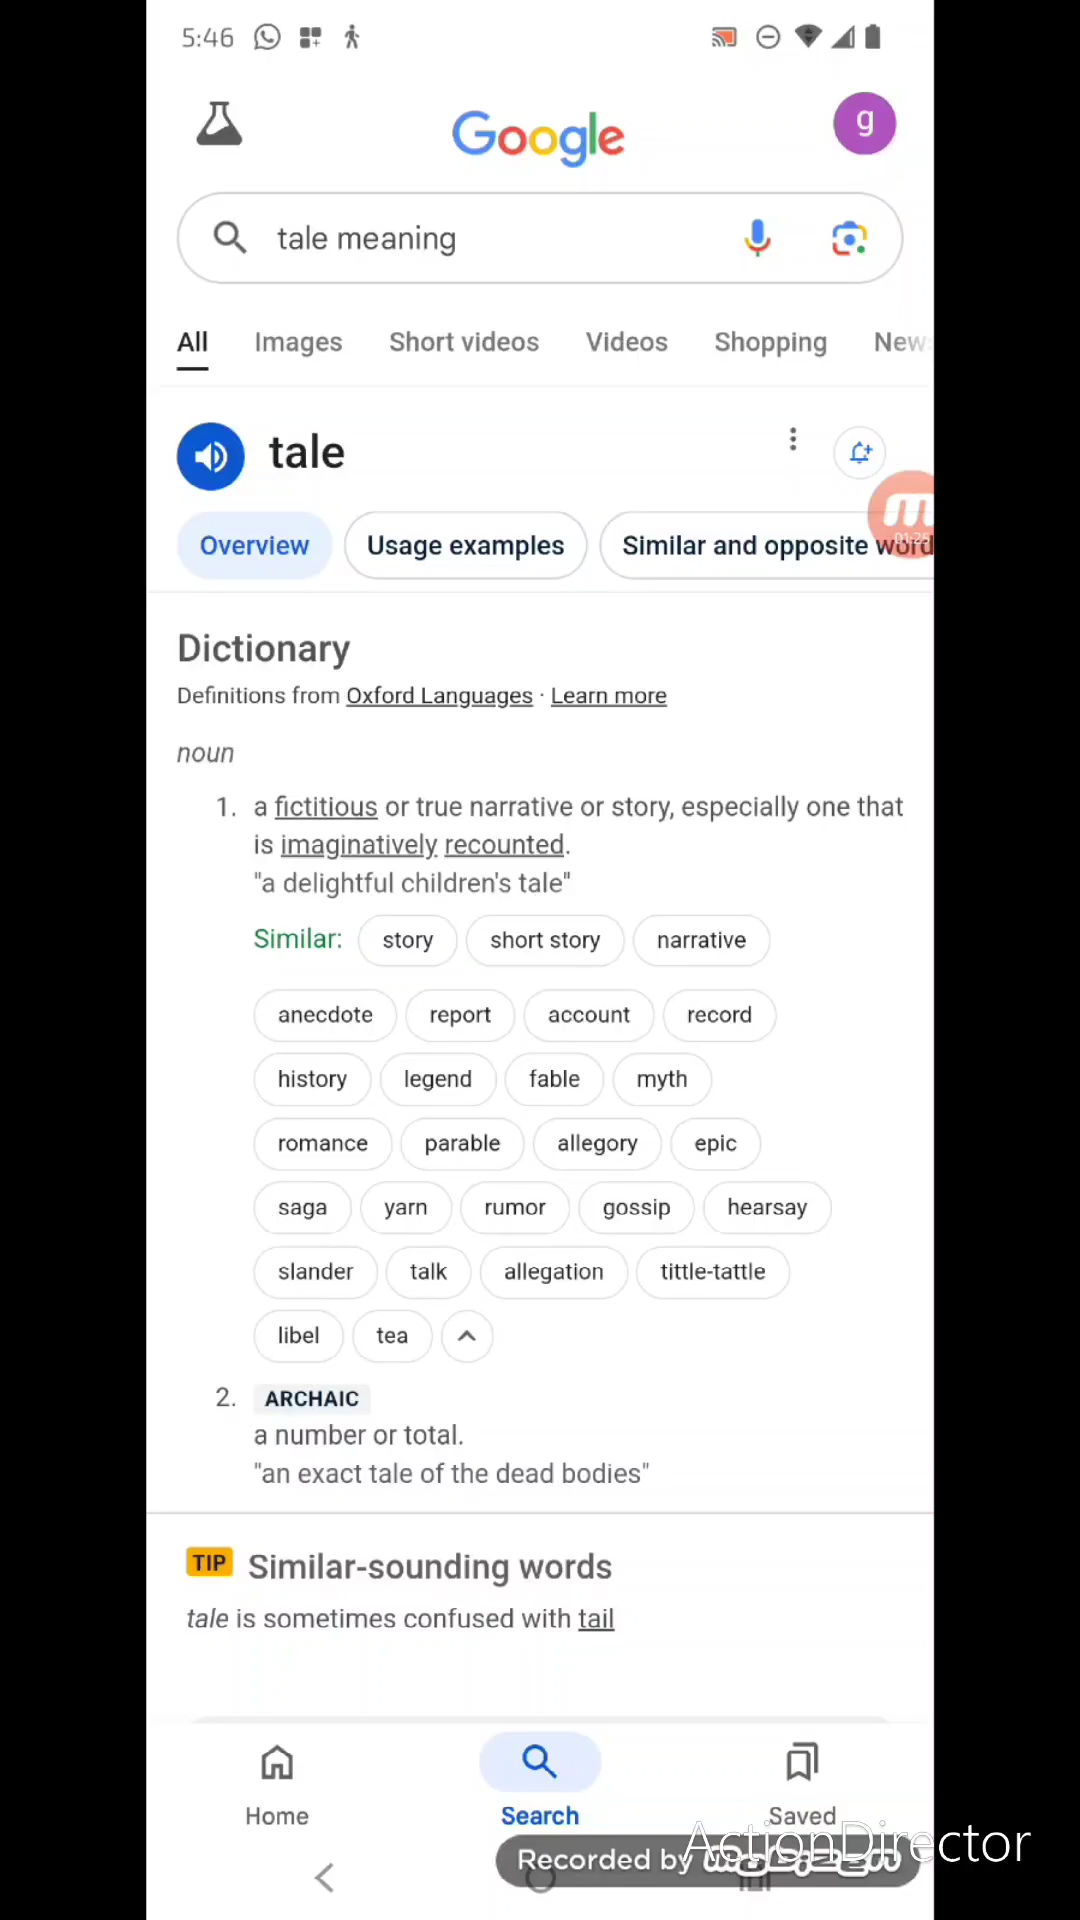 5:46
Google
g
tale meaning
All Images Short videos Videos Shopping New
tale
01:25
Overview Usage examples Similar and opposite word
Dictionary
Definitions from Oxford Languages · Learn more
noun
1. a fictitious or true narrative or story, especially one that
is imaginatively recounted.
"a delightful children's tale"
Similar: story short story narrative
anecdote report account record
history legend fable myth
romance parable allegory epic
saga yarn rumor gossip hearsay
slander talk allegation tittle-tattle
libel tea
2. ARCHAIC
a number or total.
"an exact tale of the dead bodies"
TIP Similar-sounding words
tale is sometimes confused with tail
Home Search Saved
ActionDirector
Recorded by